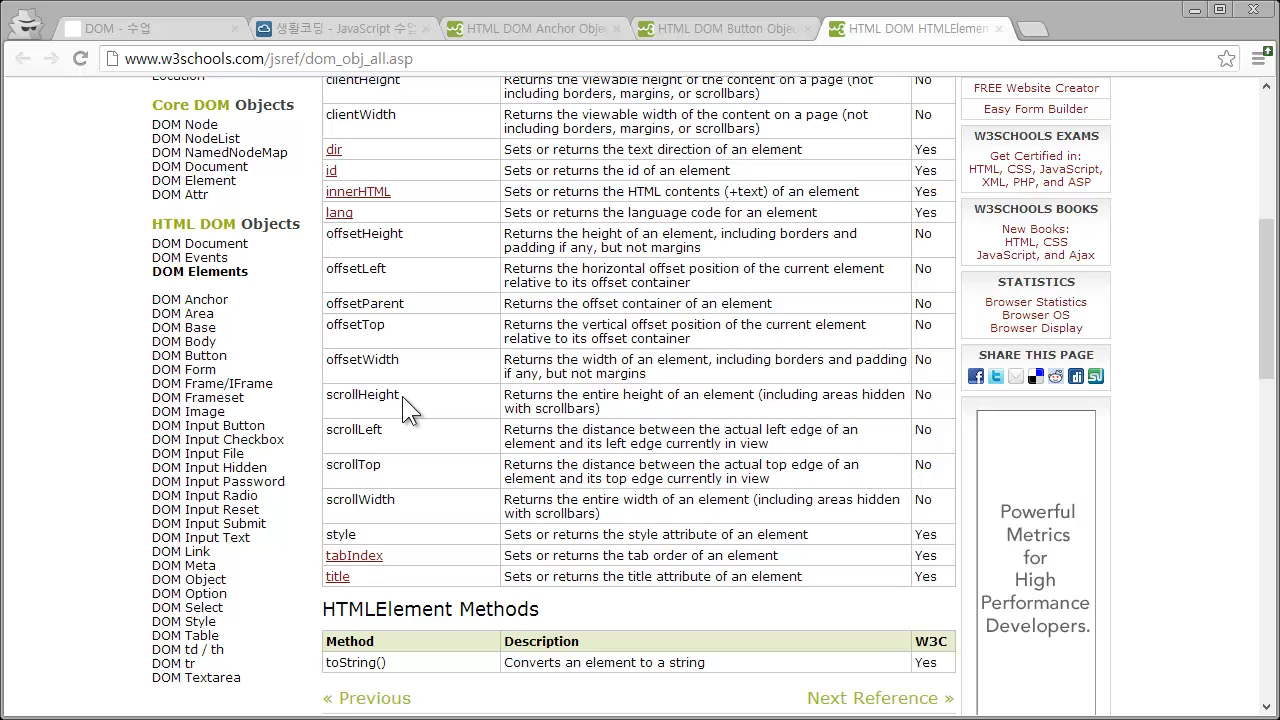 DOM - 수업
생활코딩 - JavaScript 수업
HTML DOM Anchor Obje
HTML DOM Button Objec
HTML DOM HTMLElemen
www.w3schools.com/jsref/dom_obj_all.asp
Location
Core DOM Objects
DOM Node
DOM NodeList
DOM NamedNodeMap
DOM Document
DOM Element
DOM Attr
HTML DOM Objects
DOM Document
DOM Events
DOM Elements
DOM Anchor
DOM Area
DOM Base
DOM Body
DOM Button
DOM Form
DOM Frame/IFrame
DOM Frameset
DOM Image
DOM Input Button
DOM Input Checkbox
DOM Input File
DOM Input Hidden
DOM Input Password
DOM Input Radio
DOM Input Reset
DOM Input Submit
DOM Input Text
DOM Link
DOM Meta
DOM Object
DOM Option
DOM Select
DOM Style
DOM Table
DOM td / th
DOM tr
DOM Textarea
clientHeight Returns the viewable height of the content on a page (not No
including borders, margins, or scrollbars)
clientWidth Returns the viewable width of the content on a page (not No
including borders, margins, or scrollbars)
dir Sets or returns the text direction of an element Yes
id Sets or returns the id of an element Yes
innerHTML Sets or returns the HTML contents (+text) of an element Yes
lang Sets or returns the language code for an element Yes
offsetHeight Returns the height of an element, including borders and No
padding if any, but not margins
offsetLeft Returns the horizontal offset position of the current element No
relative to its offset container
offsetParent Returns the offset container of an element No
offsetTop Returns the vertical offset position of the current element No
relative to its offset container
offsetWidth Returns the width of an element, including borders and padding No
if any, but not margins
scrollHeight Returns the entire height of an element (including areas hidden No
with scrollbars)
scrollLeft Returns the distance between the actual left edge of an No
element and its left edge currently in view
scrollTop Returns the distance between the actual top edge of an No
element and its top edge currently in view
scrollWidth Returns the entire width of an element (including areas hidden No
with scrollbars)
style Sets or returns the style attribute of an element Yes
tabIndex Sets or returns the tab order of an element Yes
title Sets or returns the title attribute of an element Yes
HTMLElement Methods
Method Description W3C
toString() Converts an element to a string Yes
« Previous
Next Reference »
FREE Website Creator
Easy Form Builder
W3SCHOOLS EXAMS
Get Certified in:
HTML, CSS, JavaScript,
XML, PHP, and ASP
W3SCHOOLS BOOKS
New Books:
HTML, CSS
JavaScript, and Ajax
STATISTICS
Browser Statistics
Browser OS
Browser Display
SHARE THIS PAGE
Powerful
Metrics
for
High
Performance
Developers.